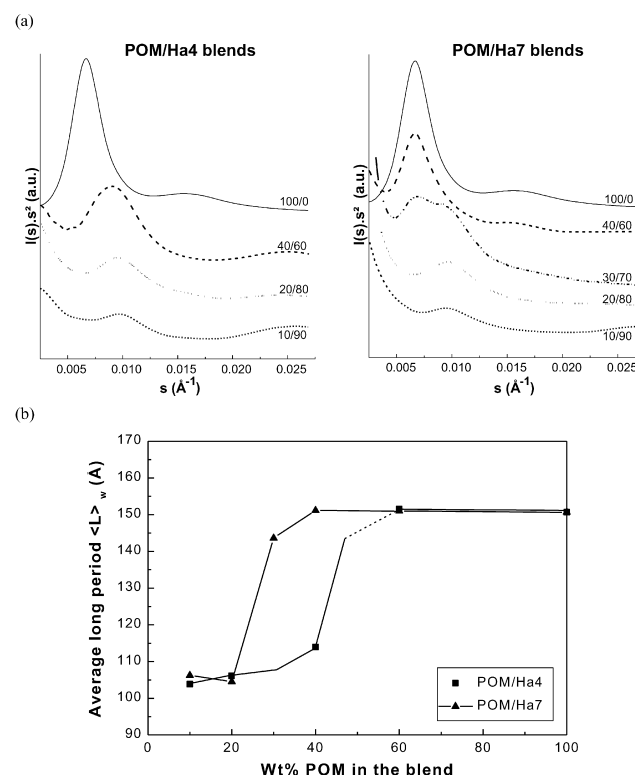 (a)
POM/Ha4 blends
POM/Ha7 blends
I(s).s² (a.u.)
100/0
40/60
20/80
10/90
0.005 0.010 0.015 0.020 0.025
s (Å-1)
I(s).s² (a.u.)
100/0
40/60
30/70
20/80
10/90
0.005 0.010 0.015 0.020 0.025
s (Å-1)
(b)
Average long period <L> w (Å)
170
160
150
140
130
120
110
100
90
POM/Ha4
POM/Ha7
0 20 40 60 80 100
Wt% POM in the blend